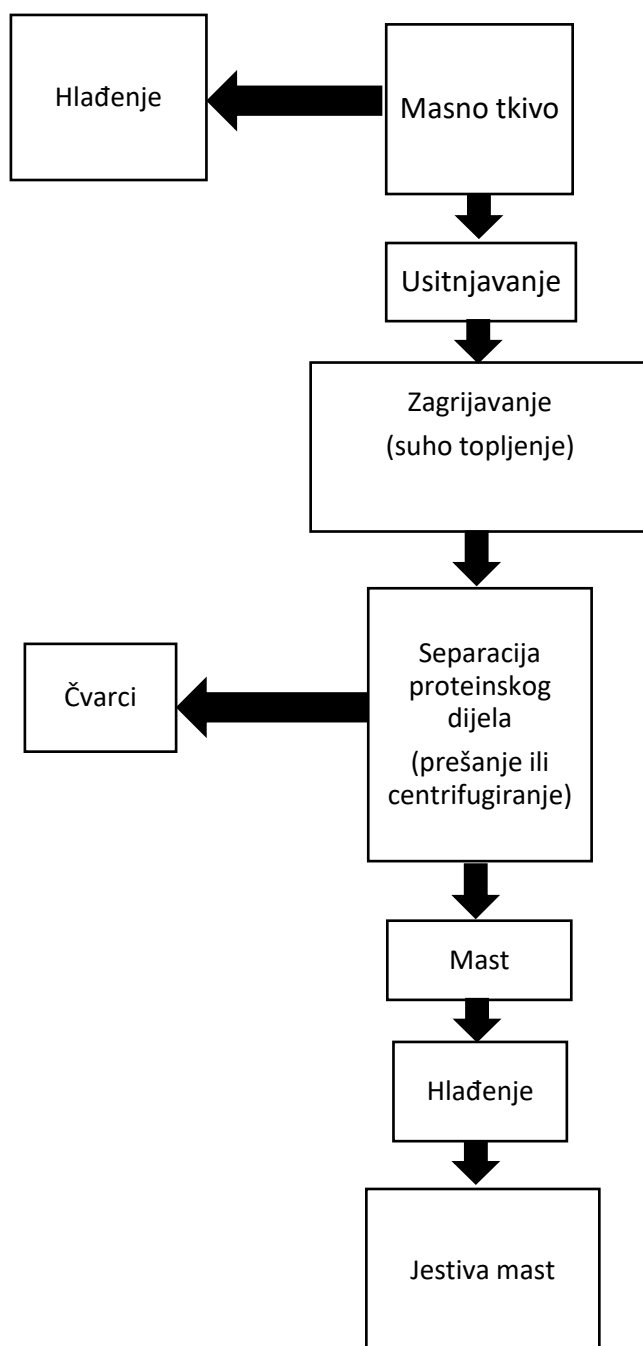 Hlađenje
Masno tkivo
Usitnjavanje
Zagrijavanje
(suho topljenje)
Separacija
proteinskog
dijela
(prešanje ili
centrifugiranje)
Čvarci
Mast
Hlađenje
Jestiva mast